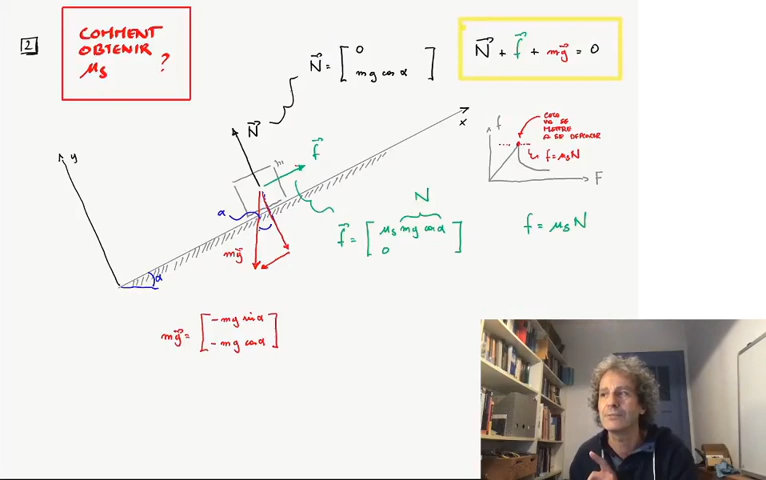 2
COMMENT
OBTENIR
μs ?
N = [ 0
mg cos α ]
N + f + mg = 0
y
x
N
f
m
α
mg
α
f = [ μs mg cos α
0 ]
N
f = μs N
f
F
f = μs N
mg = [ - mg sin α
- mg cos α ]